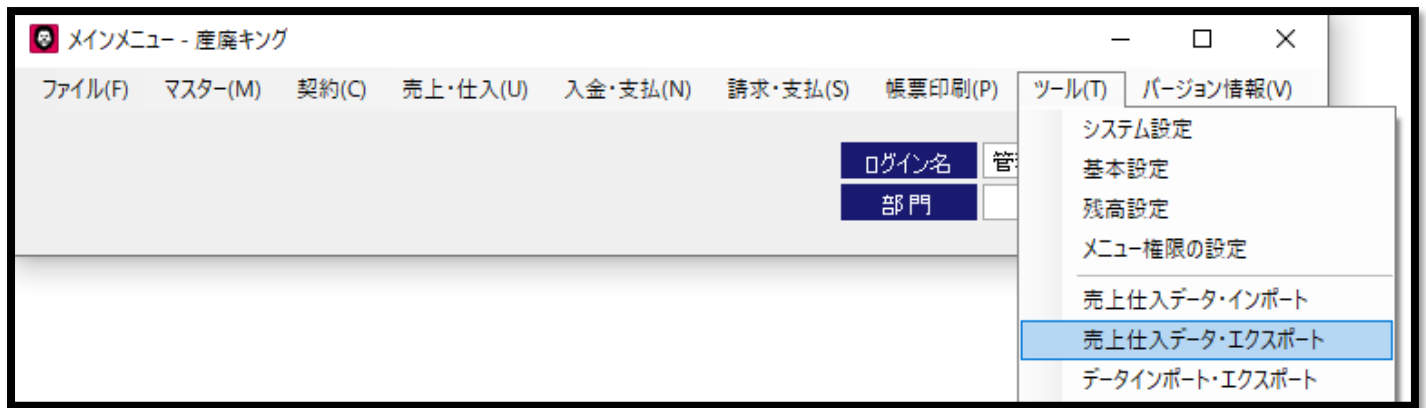 メインメニュー - 産廃キング
ファイル(F) マスター(M) 契約(C) 売上・仕入(U) 入金・支払(N) 請求・支払(S) 帳票印刷(P) ツール(T) バージョン情報(V)
ログイン名 管
部門
システム設定
基本設定
残高設定
メニュー権限の設定
売上仕入データ・インポート
売上仕入データ・エクスポート
データインポート・エクスポート